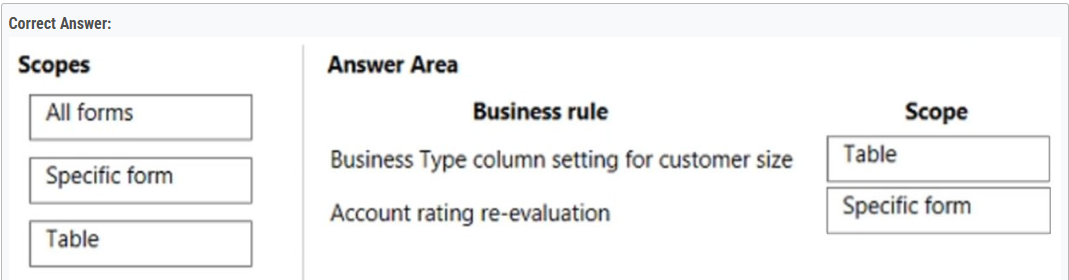 Correct Answer:
Scopes
All forms
Specific form
Table
Answer Area
Business rule Scope
Business Type column setting for customer size Table
Account rating re-evaluation Specific form